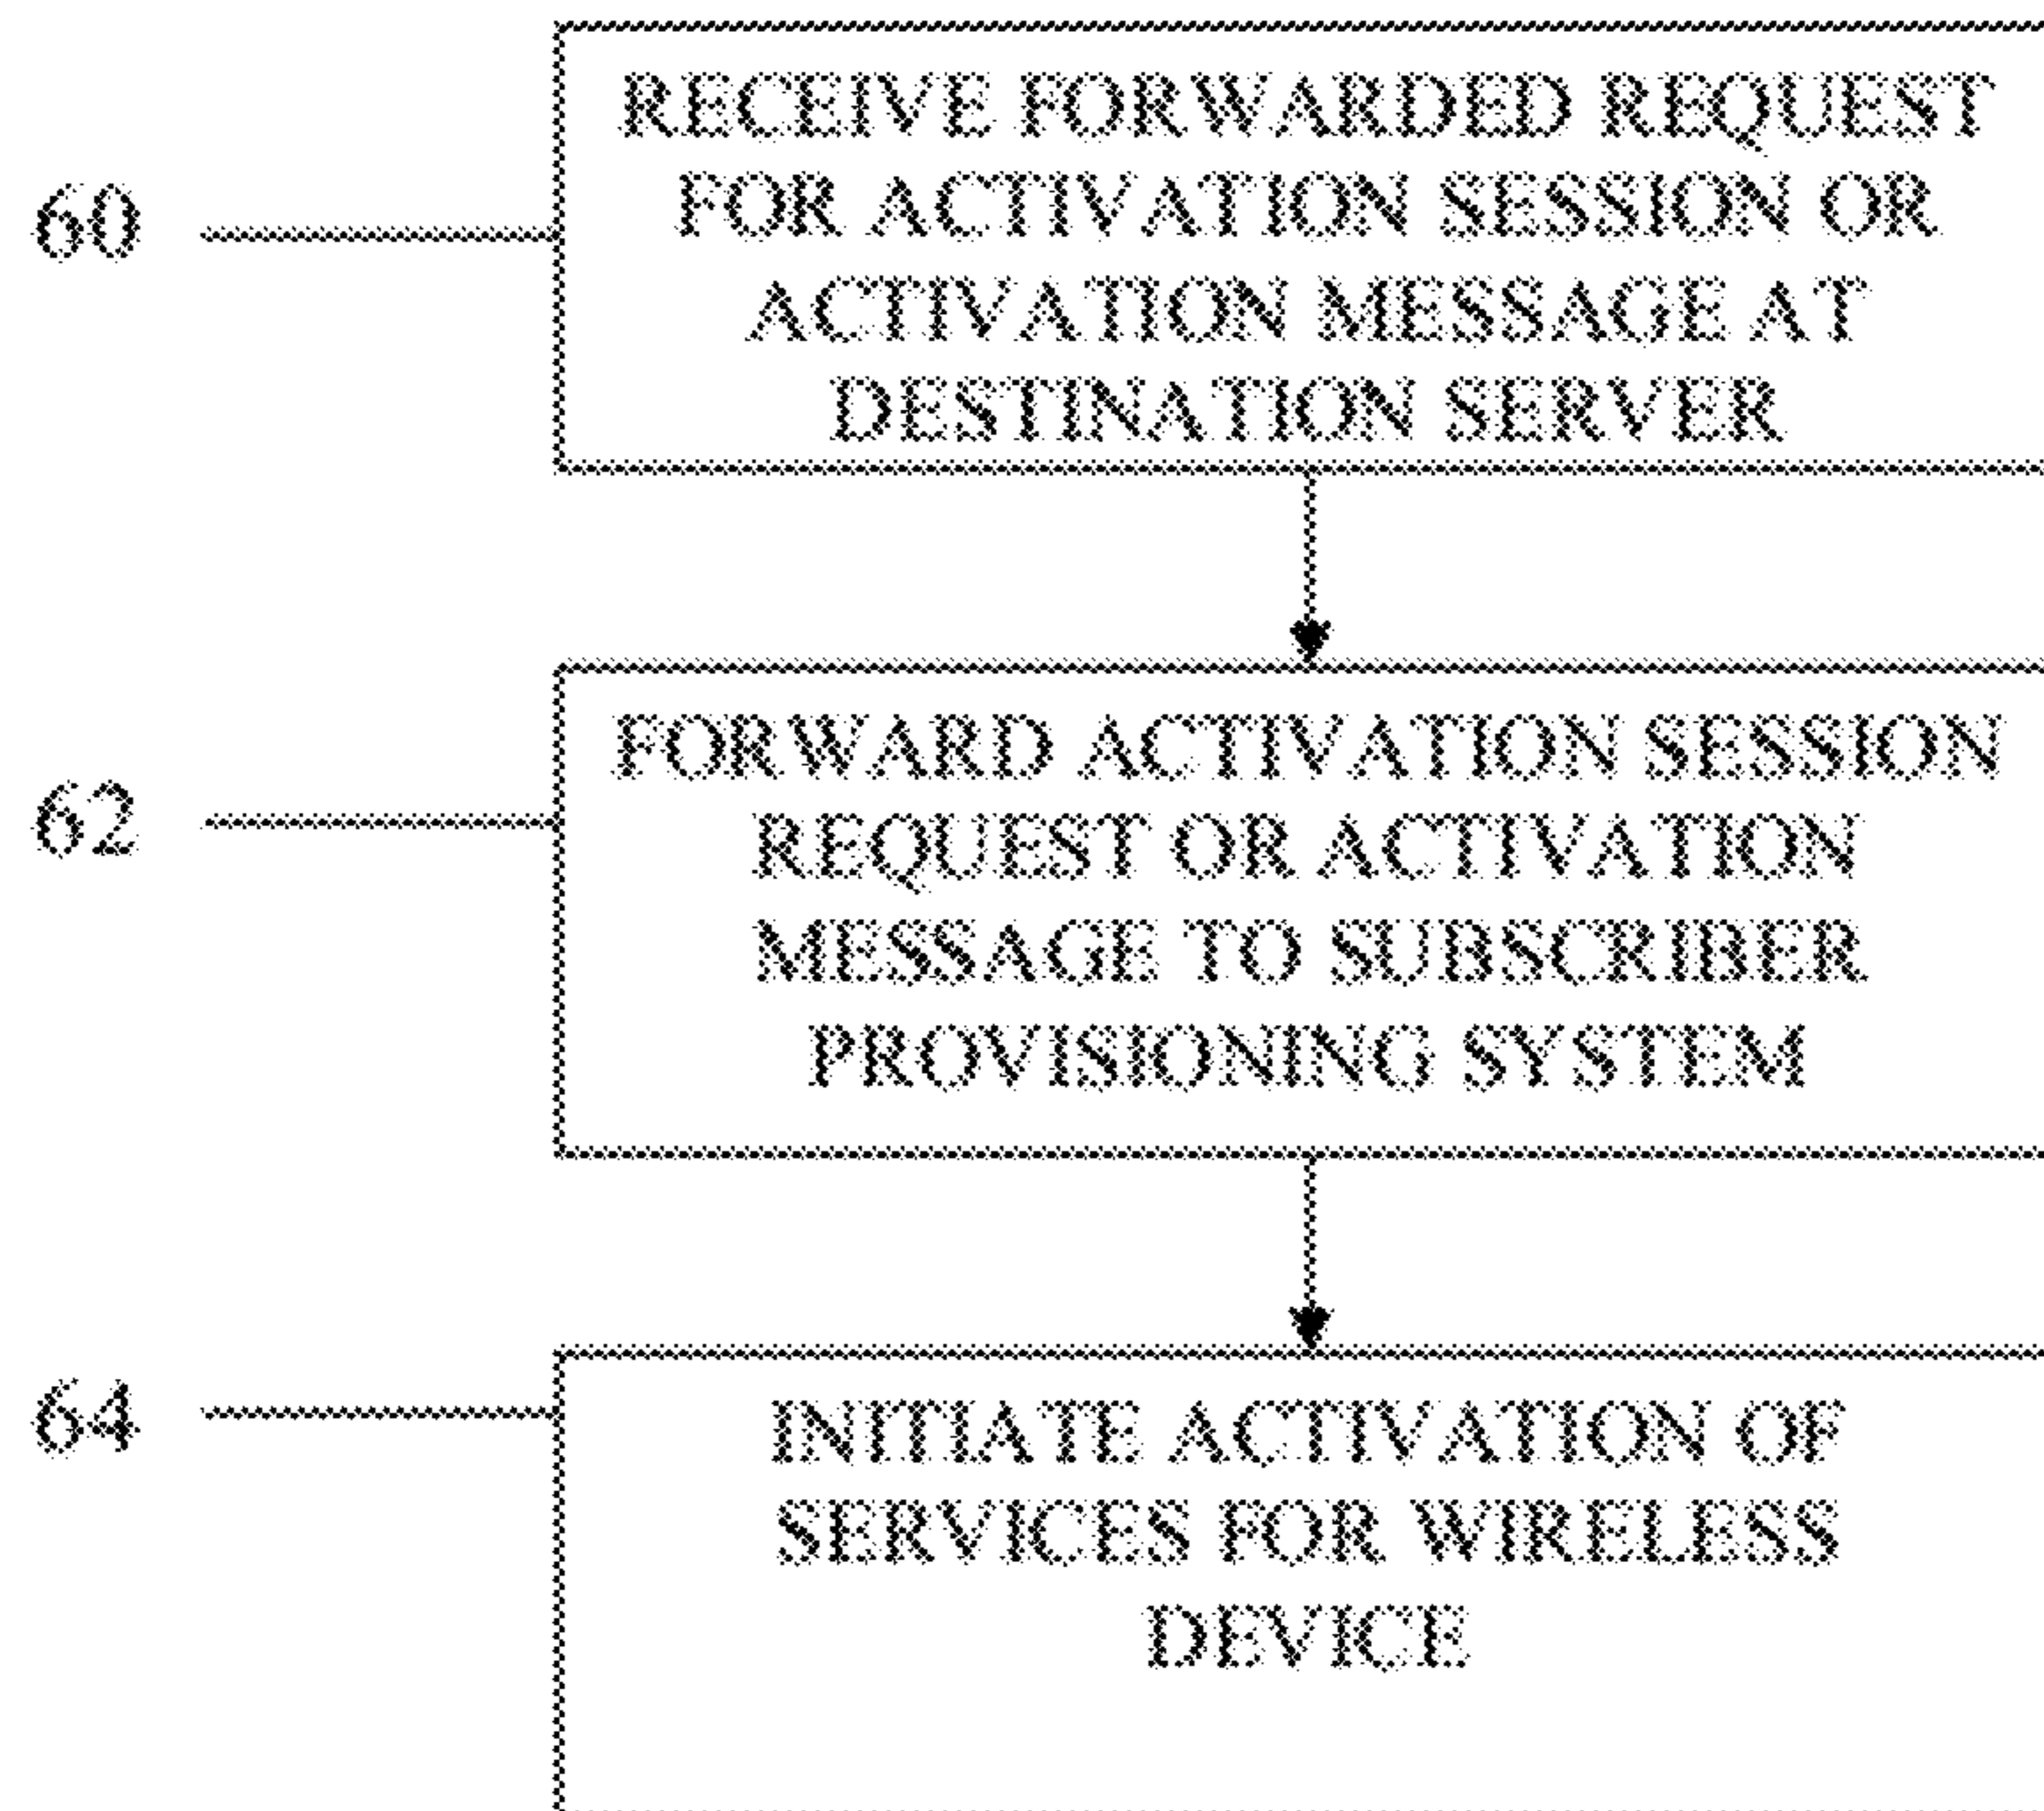 60
RECEIVE FORWARDED REQUEST
FOR ACTIVATION SESSION OR
ACTIVATION MESSAGE AT
DESTINATION SERVER
62
FORWARD ACTIVATION SESSION
REQUEST OR ACTIVATION
MESSAGE TO SUBSCRIBER
PROVISIONING SYSTEM
64
INITIATE ACTIVATION OF
SERVICES FOR WIRELESS
DEVICE